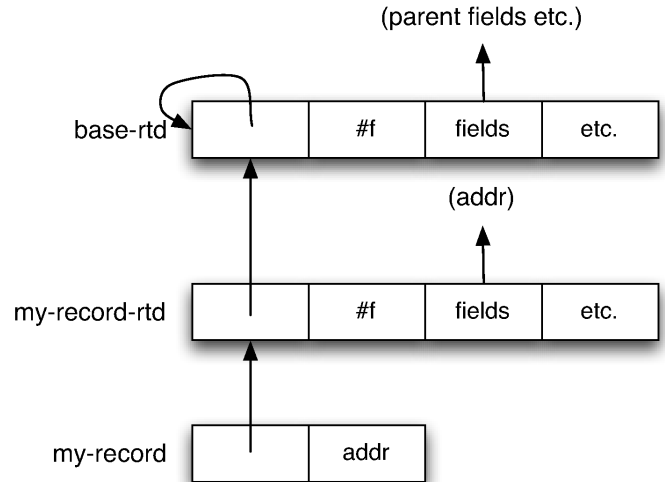 (parent fields etc.)
base-rtd #f fields etc.
(addr)
my-record-rtd #f fields etc.
my-record addr